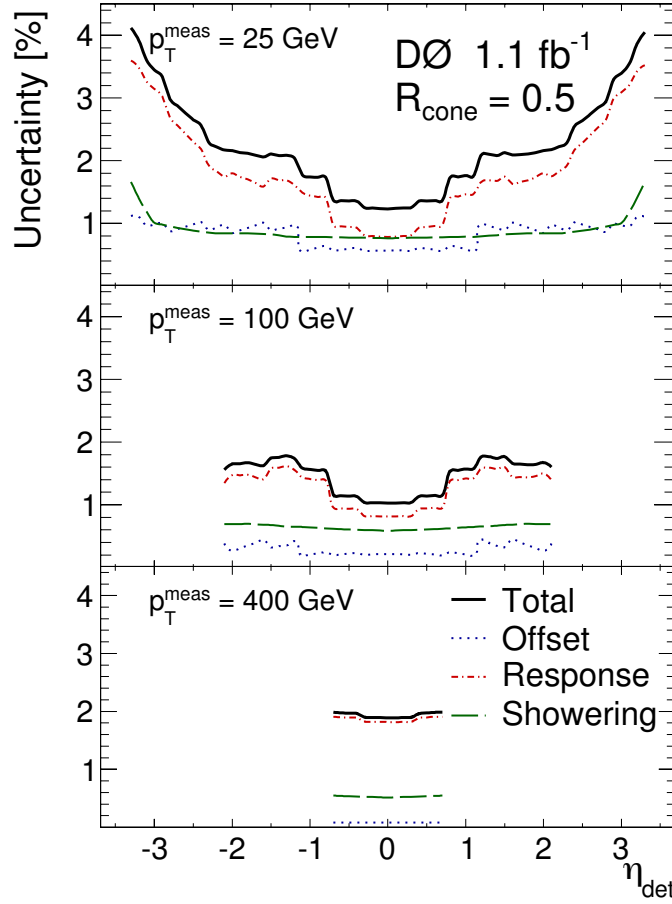 Uncertainty [%]
p_T^meas = 25 GeV
DØ 1.1 fb^-1
R_cone = 0.5
4
3
2
1
p_T^meas = 100 GeV
4
3
2
1
p_T^meas = 400 GeV
4
3
2
1
Total
Offset
Response
Showering
-3 -2 -1 0 1 2 3
η_det